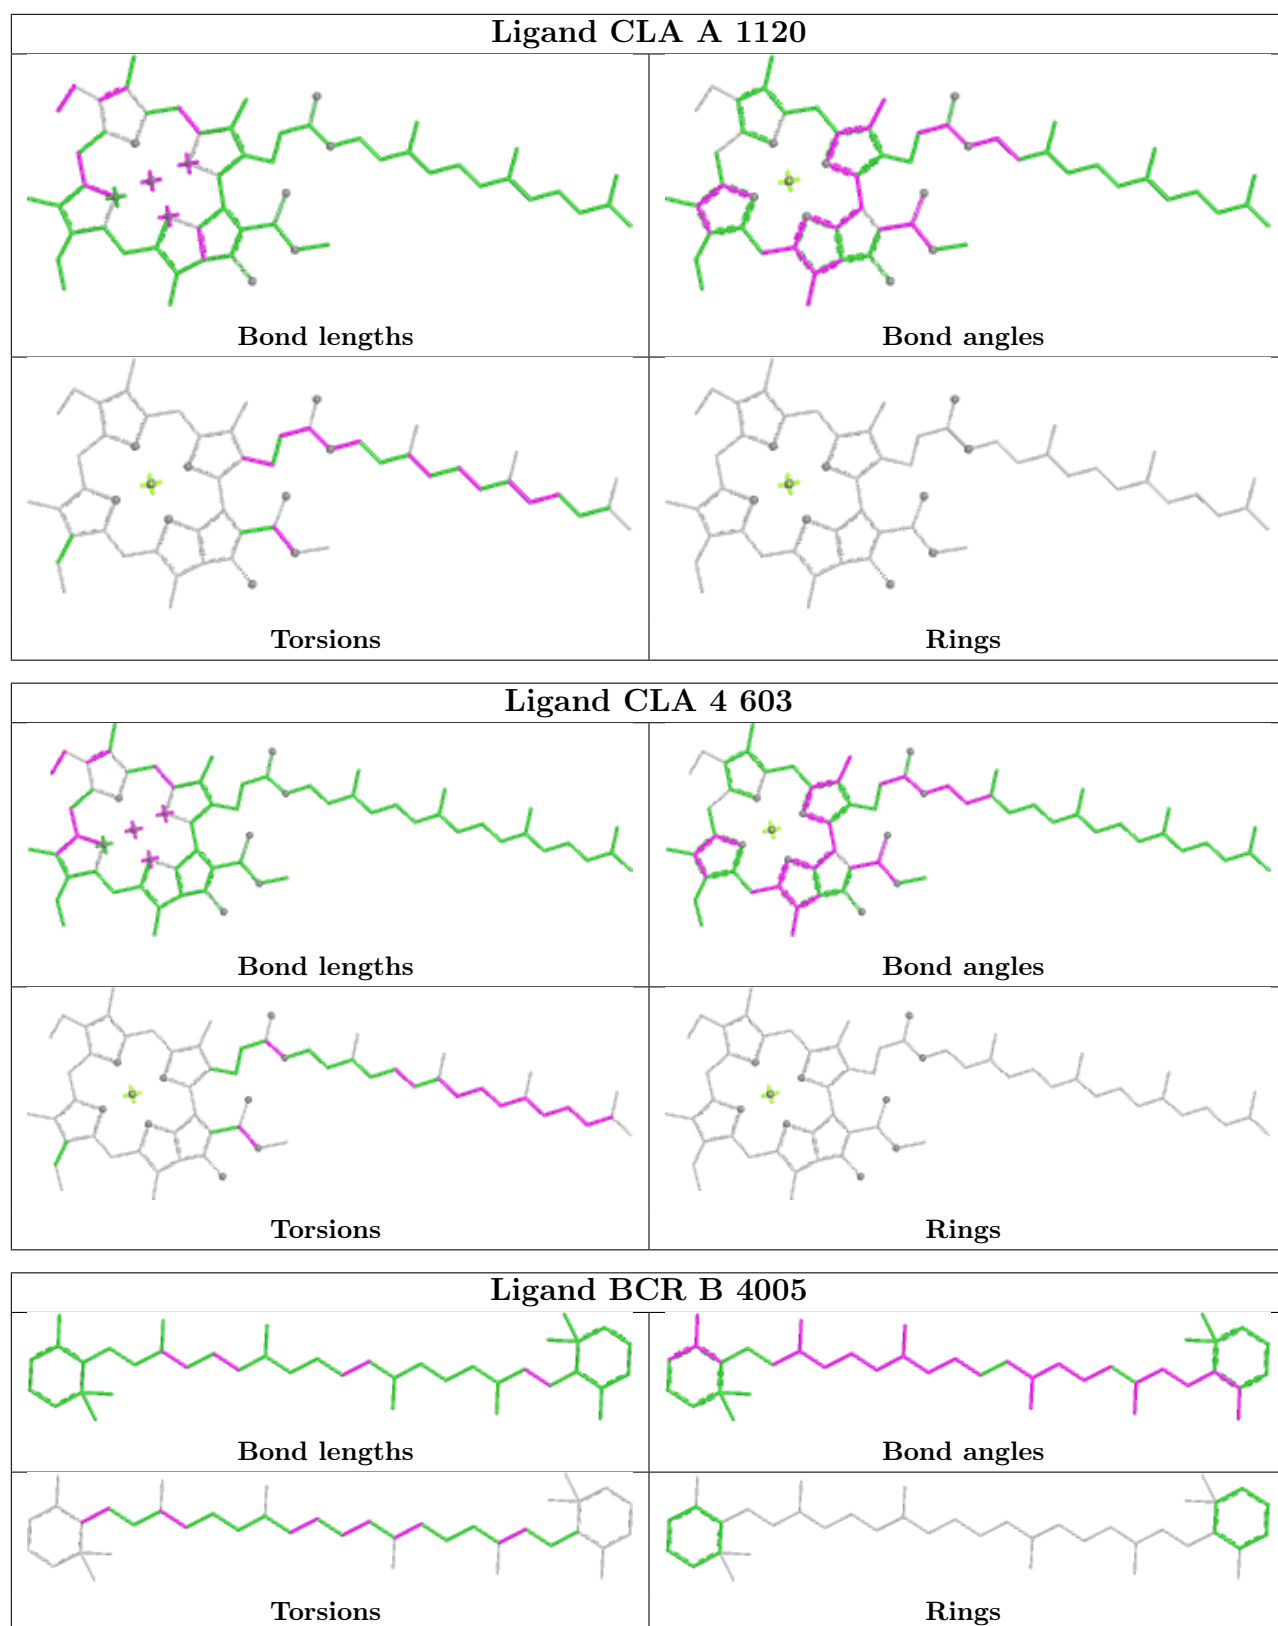 Ligand CLA A 1120
Bond lengths
Bond angles
Torsions
Rings
Ligand CLA 4 603
Bond lengths
Bond angles
Torsions
Rings
Ligand BCR B 4005
Bond lengths
Bond angles
Torsions
Rings